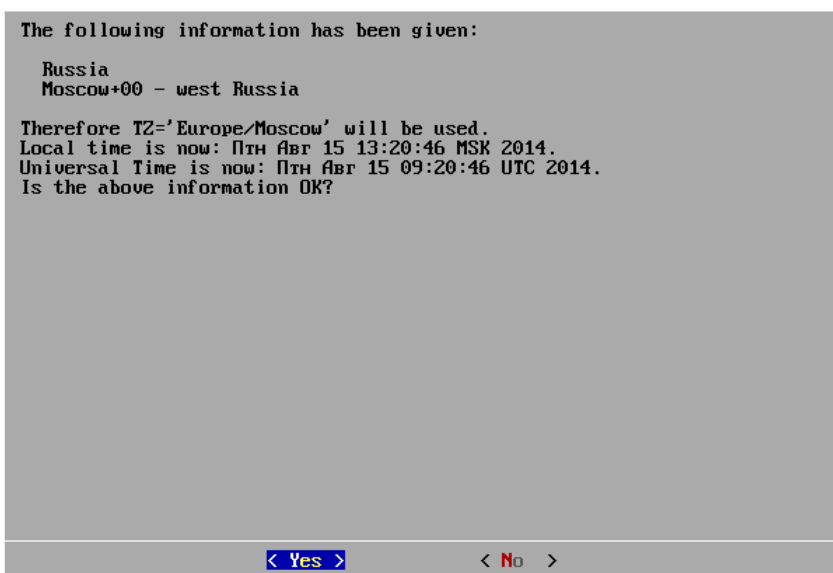 The following information has been given:
Russia
Moscow+00 - west Russia
Therefore TZ='Europe/Moscow' will be used.
Local time is now: Птн Авг 15 13:20:46 MSK 2014.
Universal Time is now: Птн Авг 15 09:20:46 UTC 2014.
Is the above information OK?
< Yes > < No >